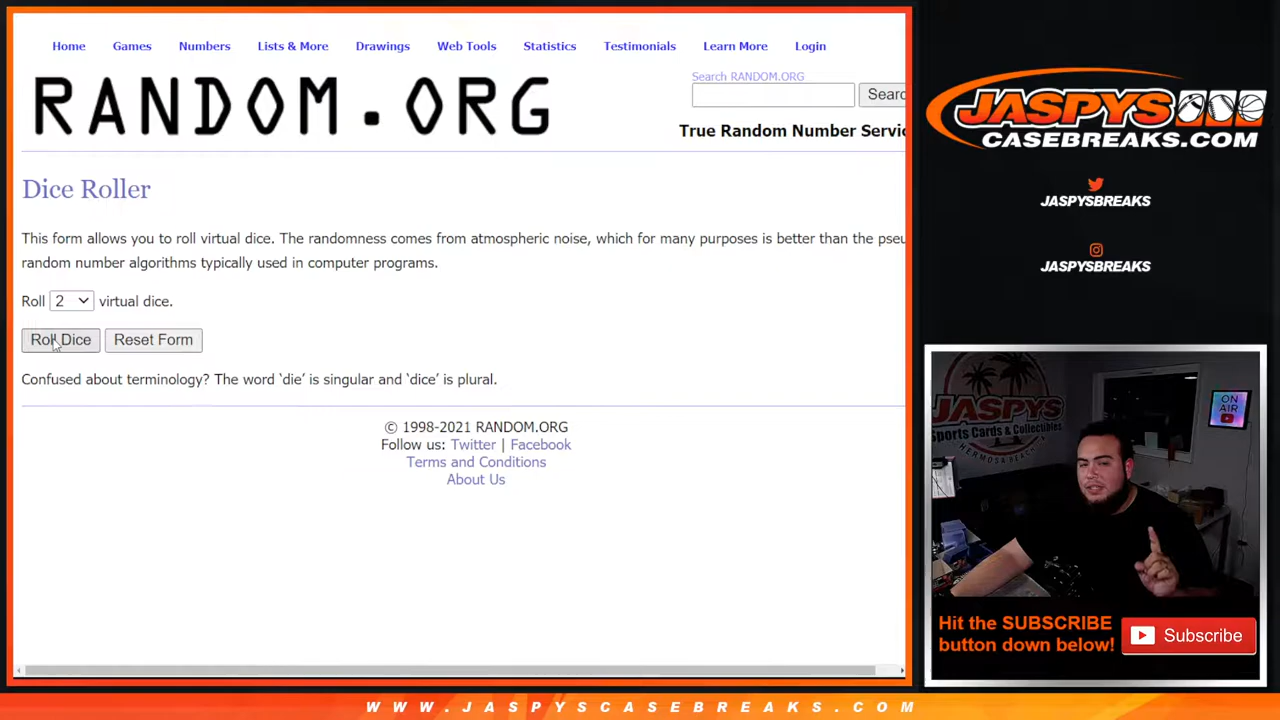 Home Games Numbers Lists & More Drawings Web Tools Statistics Testimonials Learn More Login
RANDOM.ORG
Search RANDOM.ORG
Searc
True Random Number Servic
Dice Roller
This form allows you to roll virtual dice. The randomness comes from atmospheric noise, which for many purposes is better than the pseu
random number algorithms typically used in computer programs.
Roll 2 virtual dice.
Roll Dice Reset Form
Confused about terminology? The word ‘die’ is singular and ‘dice’ is plural.
© 1998-2021 RANDOM.ORG
Follow us: Twitter | Facebook
Terms and Conditions
About Us
JASPYS
CASEBREAKS.COM
JASPYSBREAKS
JASPYSBREAKS
JASPYS
Sports Cards & Collectibles
HERMOSA BEACH
ON
AIR
Hit the SUBSCRIBE
button down below!
Subscribe
WWW.JASPYSCASEBREAKS.COM